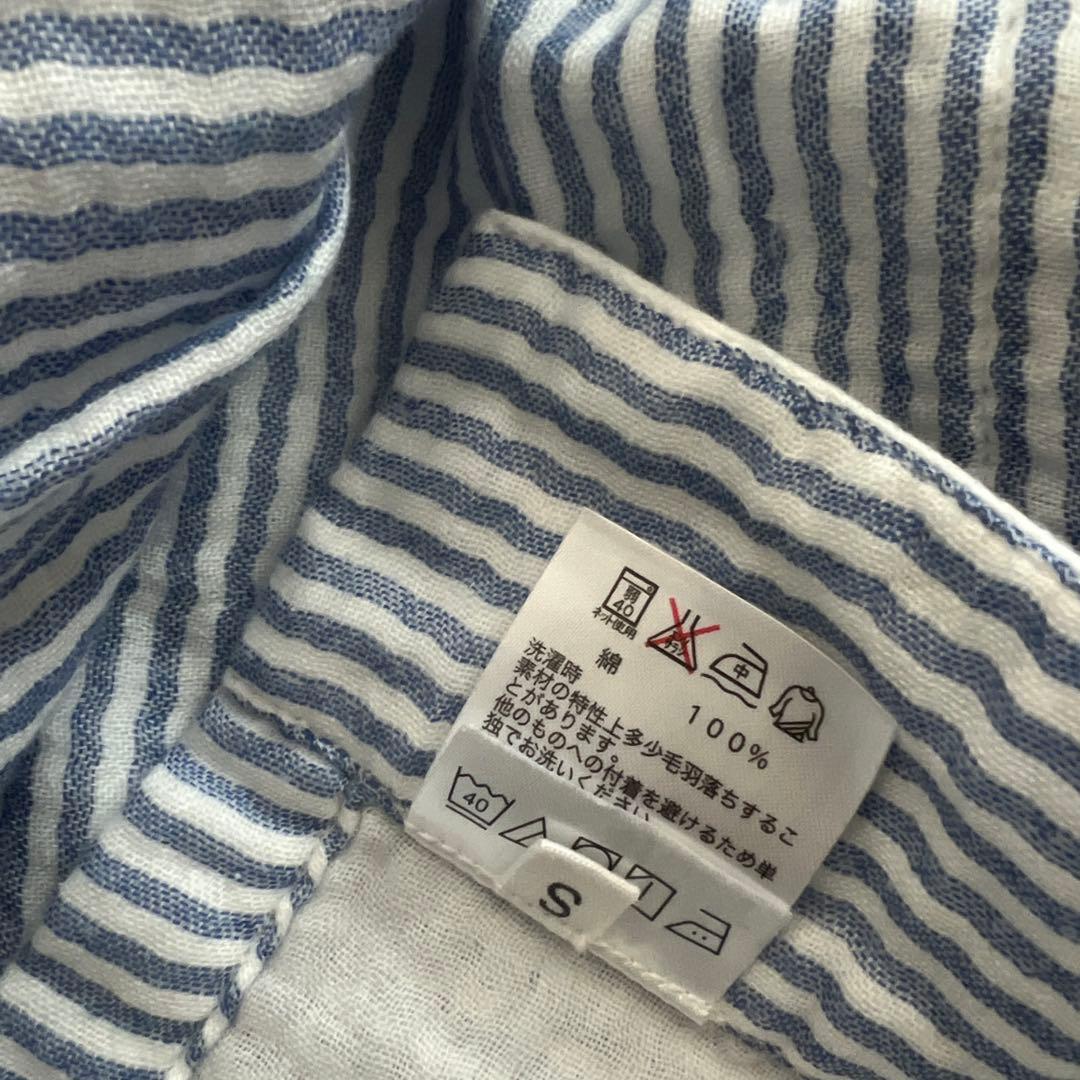 弱
40
ネット使用
中
綿 100%
洗濯時
素材の特性上多少毛羽落ちするこ
とがあります。
他のものへの付着を避けるため単
独でお洗いください
40
S